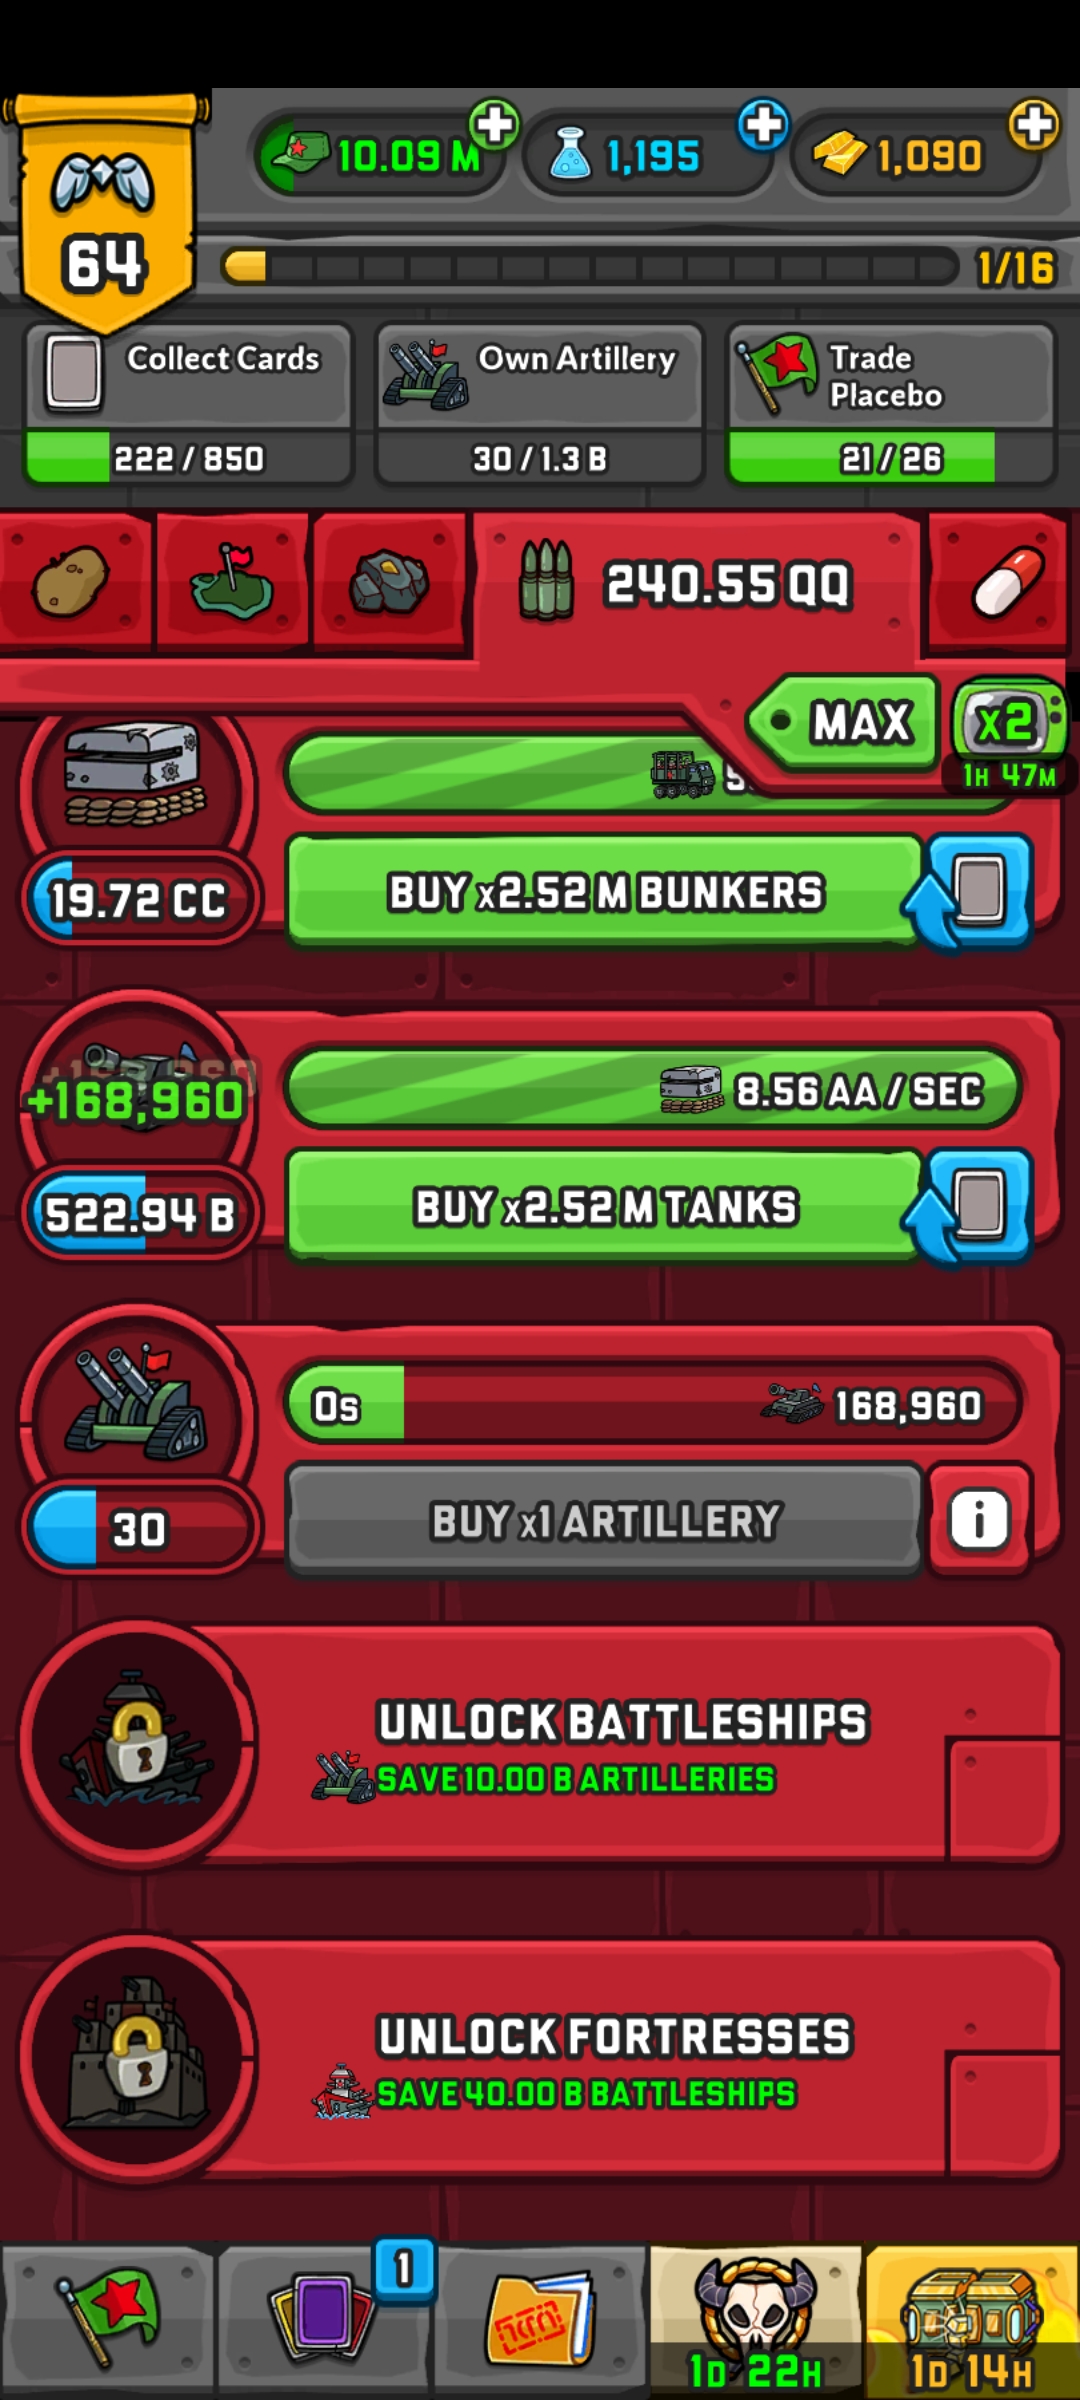 10.09 M
1,195
1,090
64
1/16
Collect Cards
222 / 850
Own Artillery
30 / 1.3 B
Trade
Placebo
21 / 26
240.55 QQ
MAX
x2
1H 47M
19.72 CC
BUY x2.52 M BUNKERS
+168,960
8.56 AA / SEC
522.94 B
BUY x2.52 M TANKS
0s
168,960
30
BUY x1 ARTILLERY
i
UNLOCK BATTLESHIPS
SAVE 10.00 B ARTILLERIES
UNLOCK FORTRESSES
SAVE 40.00 B BATTLESHIPS
1
1D 22H
1D 14H